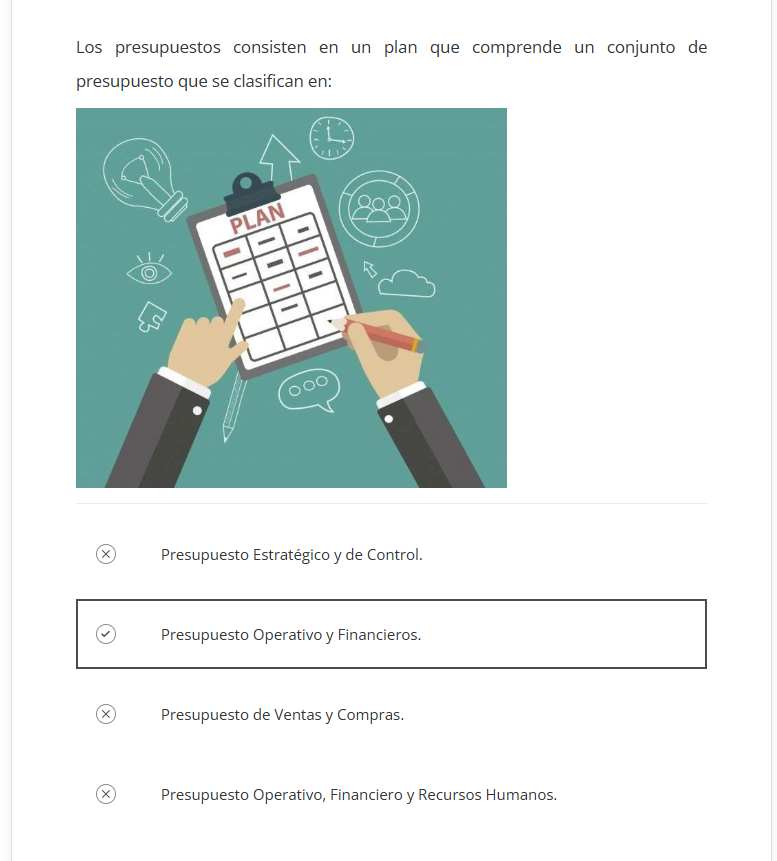 Los presupuestos consisten en un plan que comprende un conjunto de
presupuesto que se clasifican en:
PLAN
Presupuesto Estratégico y de Control.
Presupuesto Operativo y Financieros.
Presupuesto de Ventas y Compras.
Presupuesto Operativo, Financiero y Recursos Humanos.